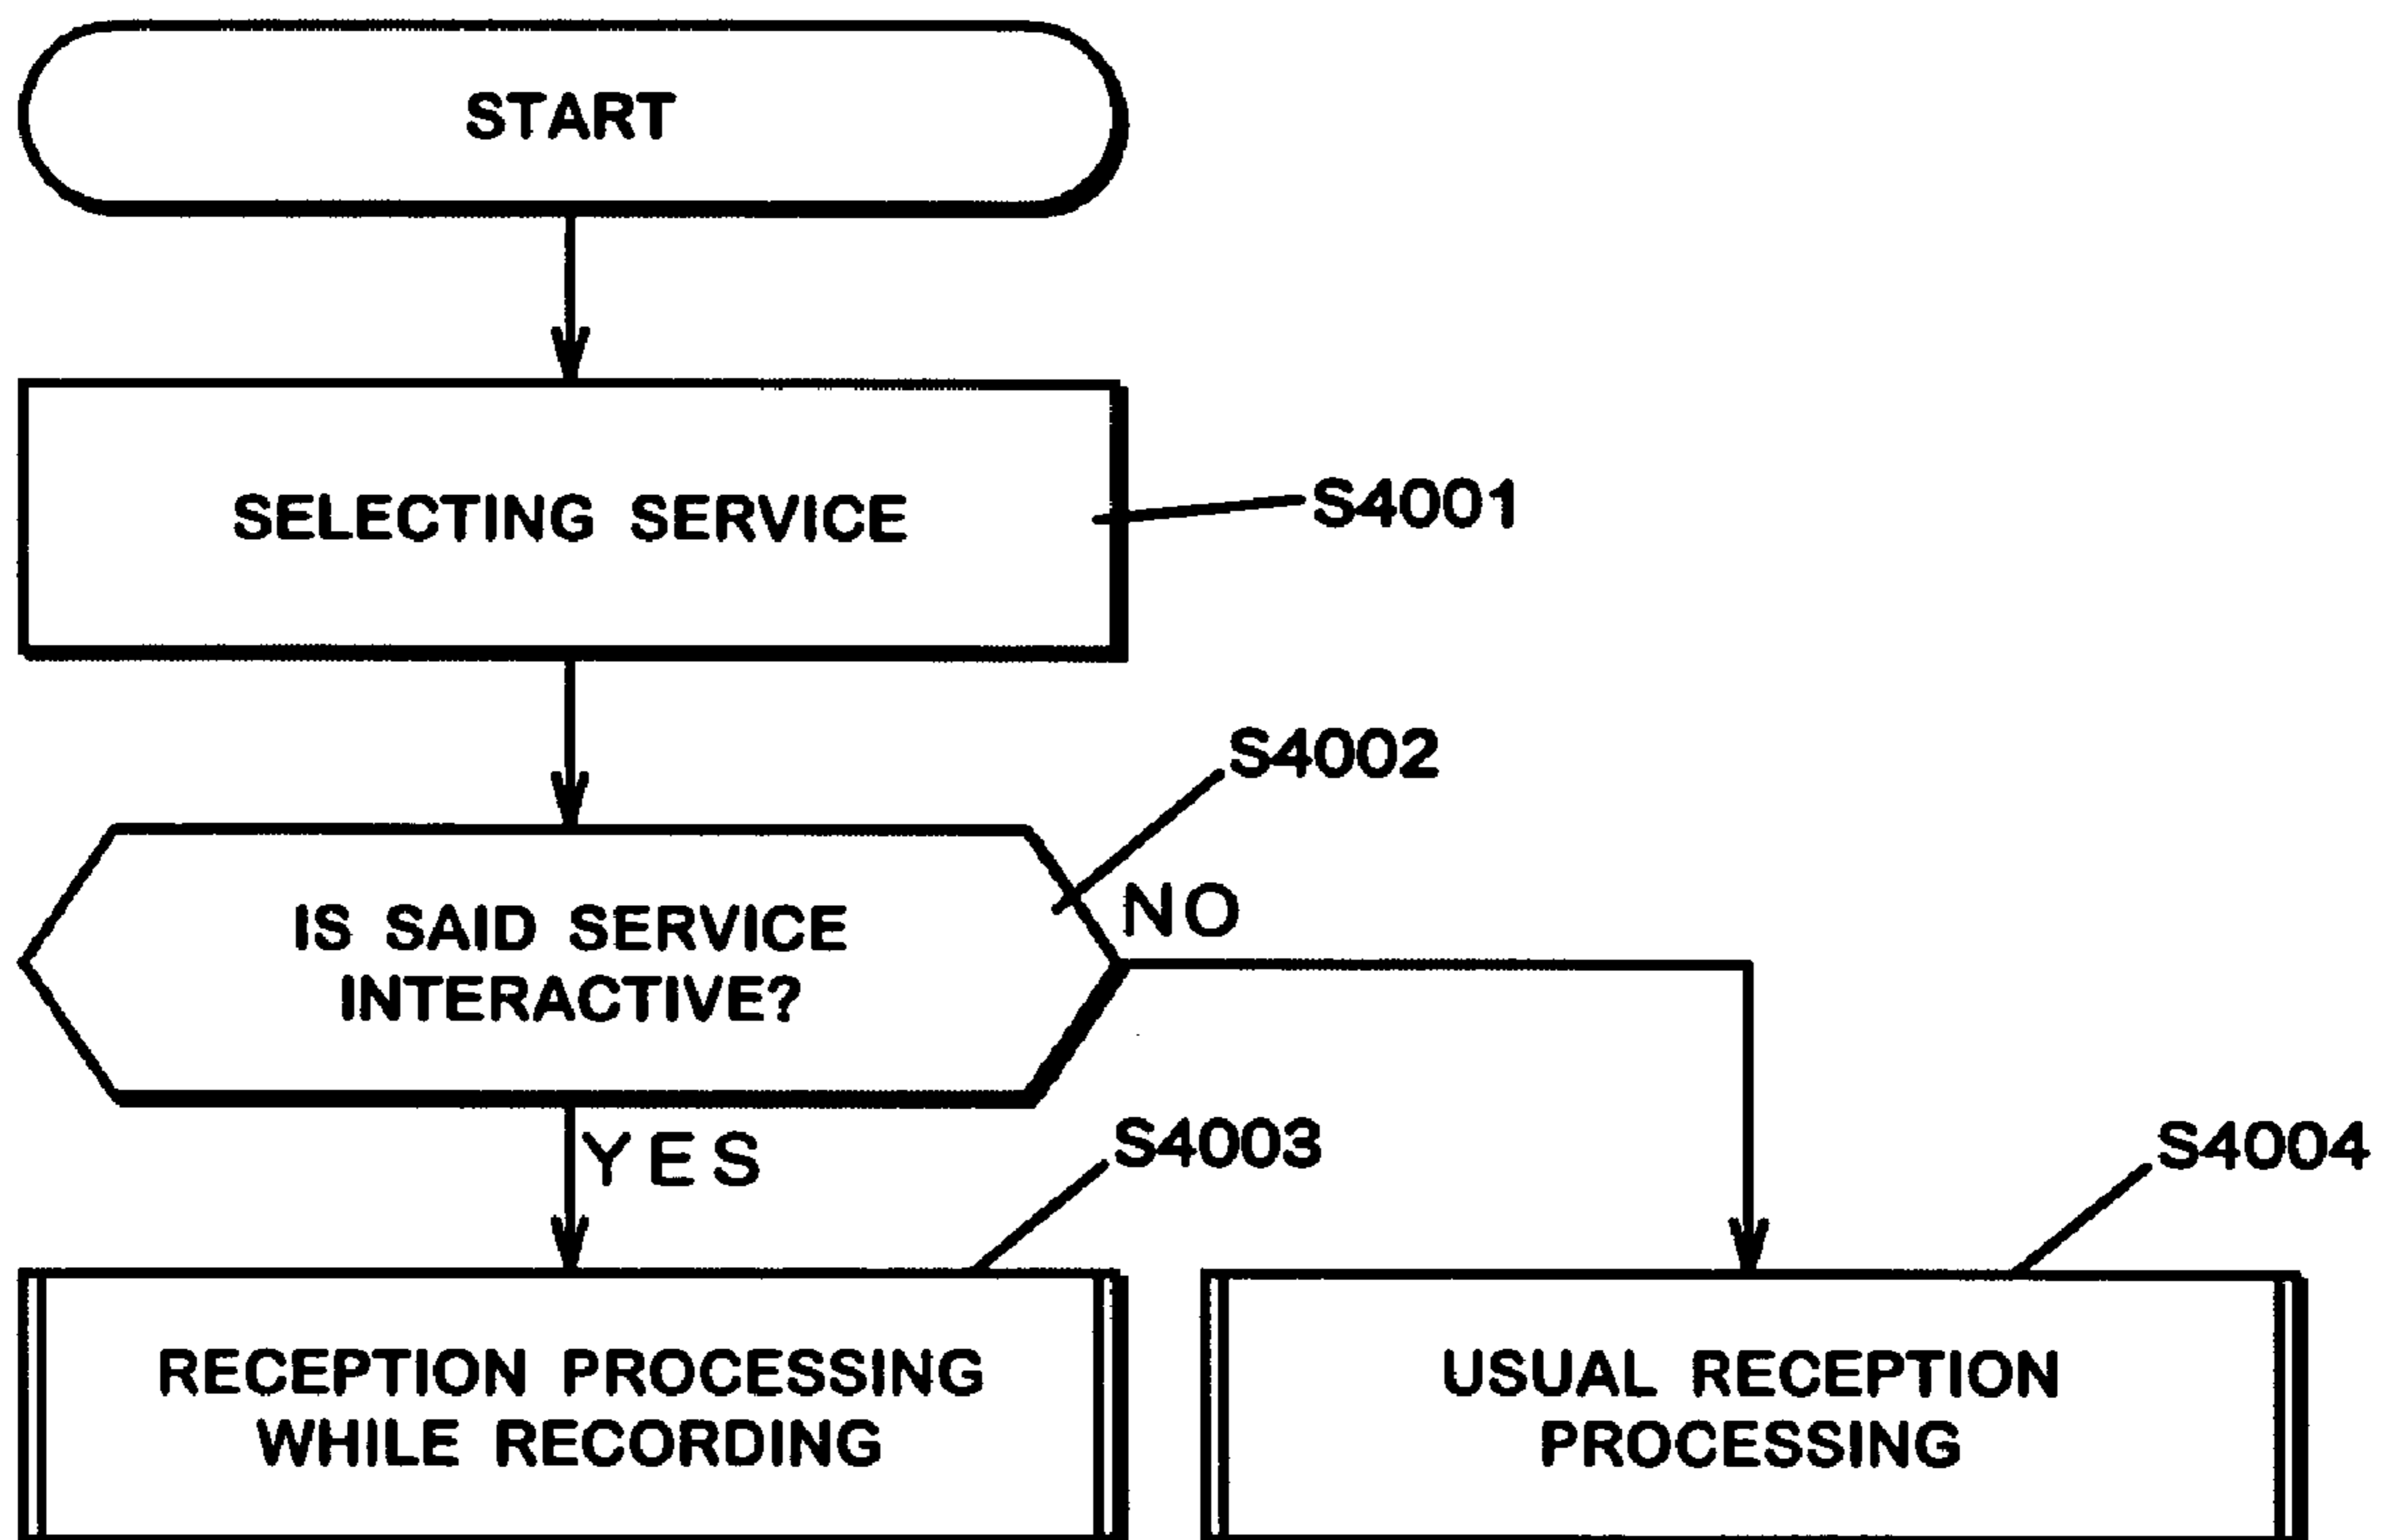 START
SELECTING SERVICE
S4001
S4002
IS SAID SERVICE
INTERACTIVE?
NO
YES
S4003
S4004
RECEPTION PROCESSING
WHILE RECORDING
USUAL RECEPTION
PROCESSING